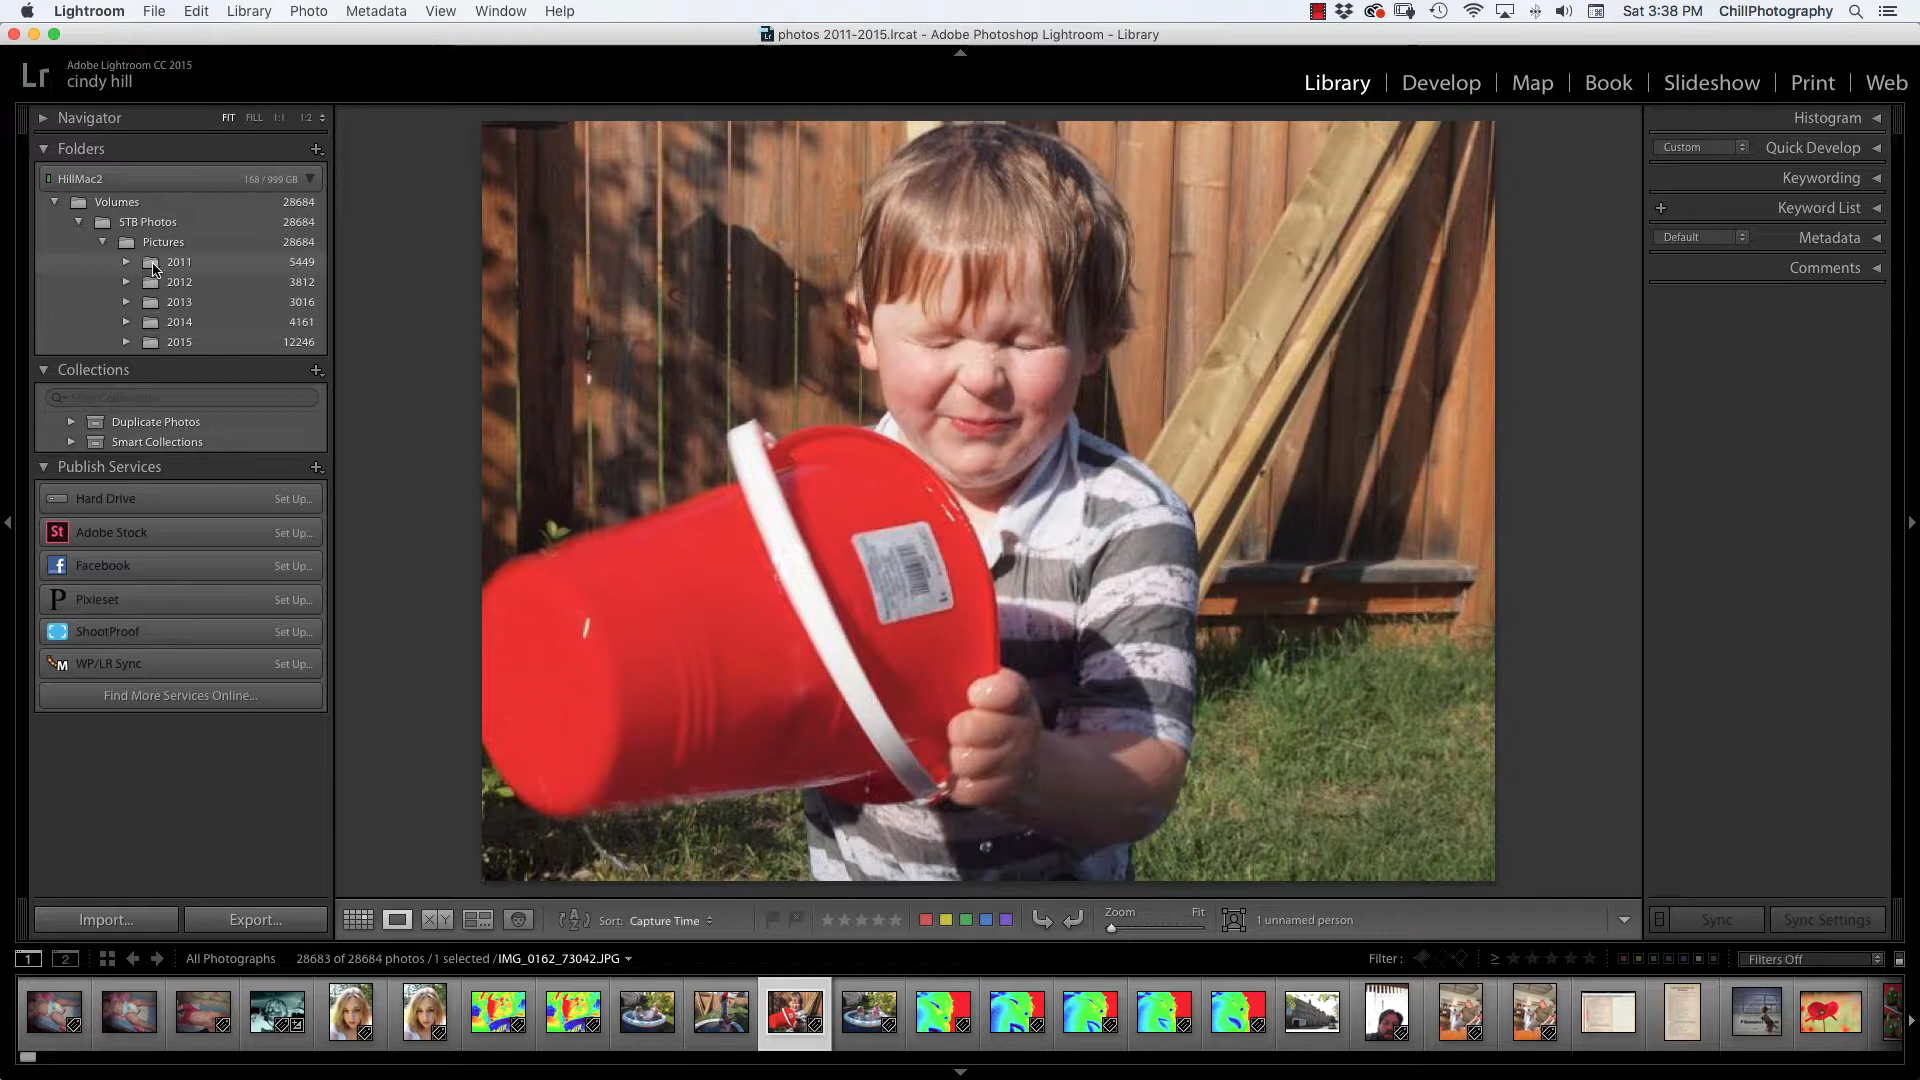 Lightroom File Edit Library Photo Metadata View Window Help Sat 3:38 PM ChillPhotography
photos 2011-2015.lrcat - Adobe Photoshop Lightroom - Library
Lr Adobe Lightroom CC 2015
cindy hill
Library | Develop | Map | Book | Slideshow | Print | Web
Navigator FIT FILL 1:1 1:2
Folders
HillMac2 168 / 999 GB
Volumes 28684
5TB Photos 28684
Pictures 28684
2011 5449
2012 3812
2013 3016
2014 4161
2015 12246
Collections
Filter Collections
Duplicate Photos
Smart Collections
Publish Services
Hard Drive Set Up...
St Adobe Stock Set Up...
f Facebook Set Up...
P Pixieset Set Up...
ShootProof Set Up...
M WP/LR Sync Set Up...
Find More Services Online...
Import... Export...
Histogram
Custom Quick Develop
Keywording
Keyword List
Default Metadata
Comments
X Y Sort: Capture Time Zoom Fit 1 unnamed person
Sync Sync Settings
1 2 All Photographs 28683 of 28684 photos / 1 selected / IMG_0162_73042.JPG Filter : Filters Off